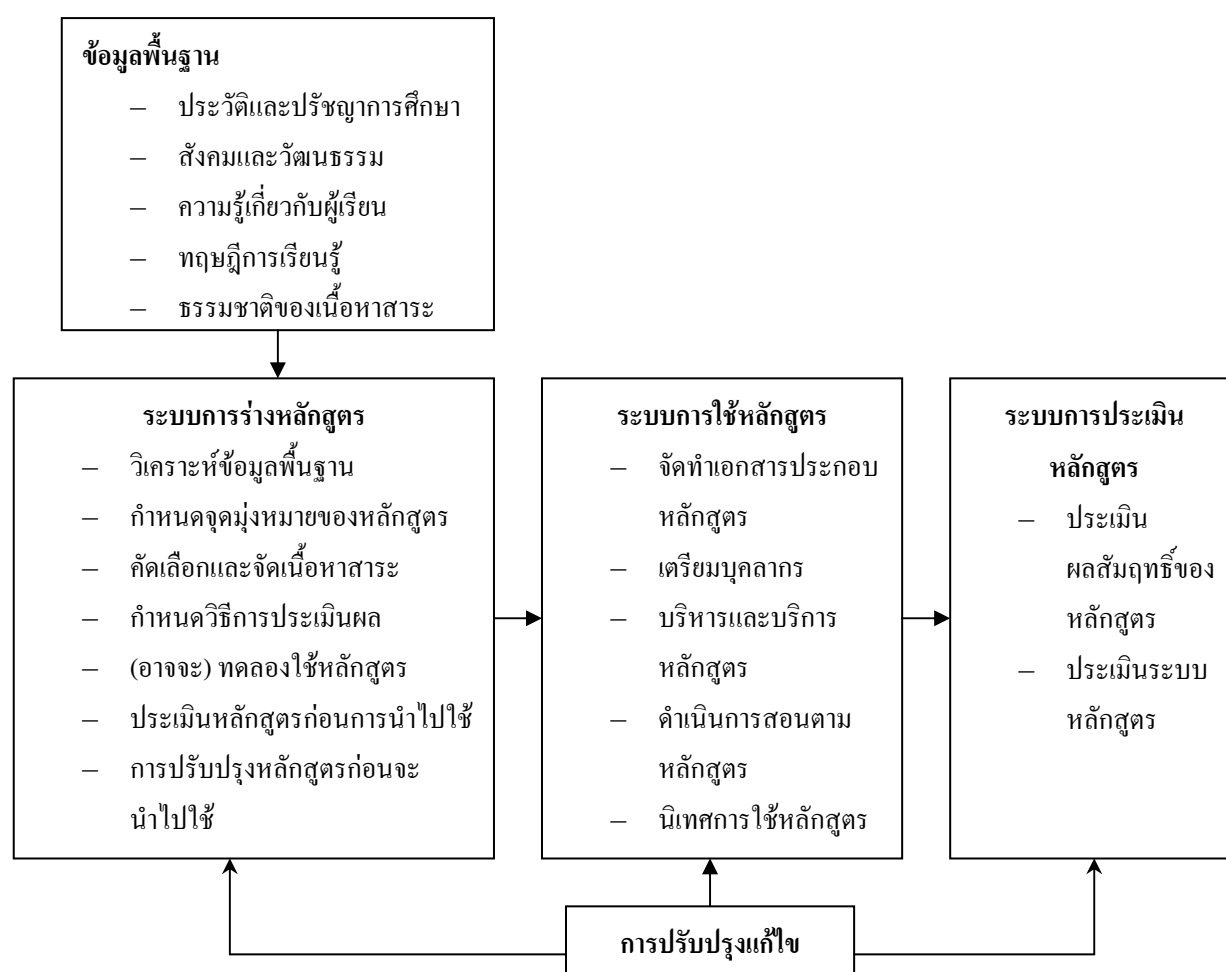 ข้อมูลพื้นฐาน
– ประวัติและปรัชญาการศึกษา
– สังคมและวัฒนธรรม
– ความรู้เกี่ยวกับผู้เรียน
– ทฤษฎีการเรียนรู้
– ธรรมชาติของเนื้อหาสาระ
ระบบการร่างหลักสูตร
– วิเคราะห์ข้อมูลพื้นฐาน
– กำหนดจุดมุ่งหมายของหลักสูตร
– คัดเลือกและจัดเนื้อหาสาระ
– กำหนดวิธีการประเมินผล
– (อาจจะ) ทดลองใช้หลักสูตร
– ประเมินหลักสูตรก่อนการนำไปใช้
– การปรับปรุงหลักสูตรก่อนจะ
นำไปใช้
ระบบการใช้หลักสูตร
– จัดทำเอกสารประกอบ
หลักสูตร
– เตรียมบุคลากร
– บริหารและบริการ
หลักสูตร
– ดำเนินการสอนตาม
หลักสูตร
– นิเทศการใช้หลักสูตร
ระบบการประเมิน
หลักสูตร
– ประเมิน
ผลสัมฤทธิ์ของ
หลักสูตร
– ประเมินระบบ
หลักสูตร
การปรับปรุงแก้ไข